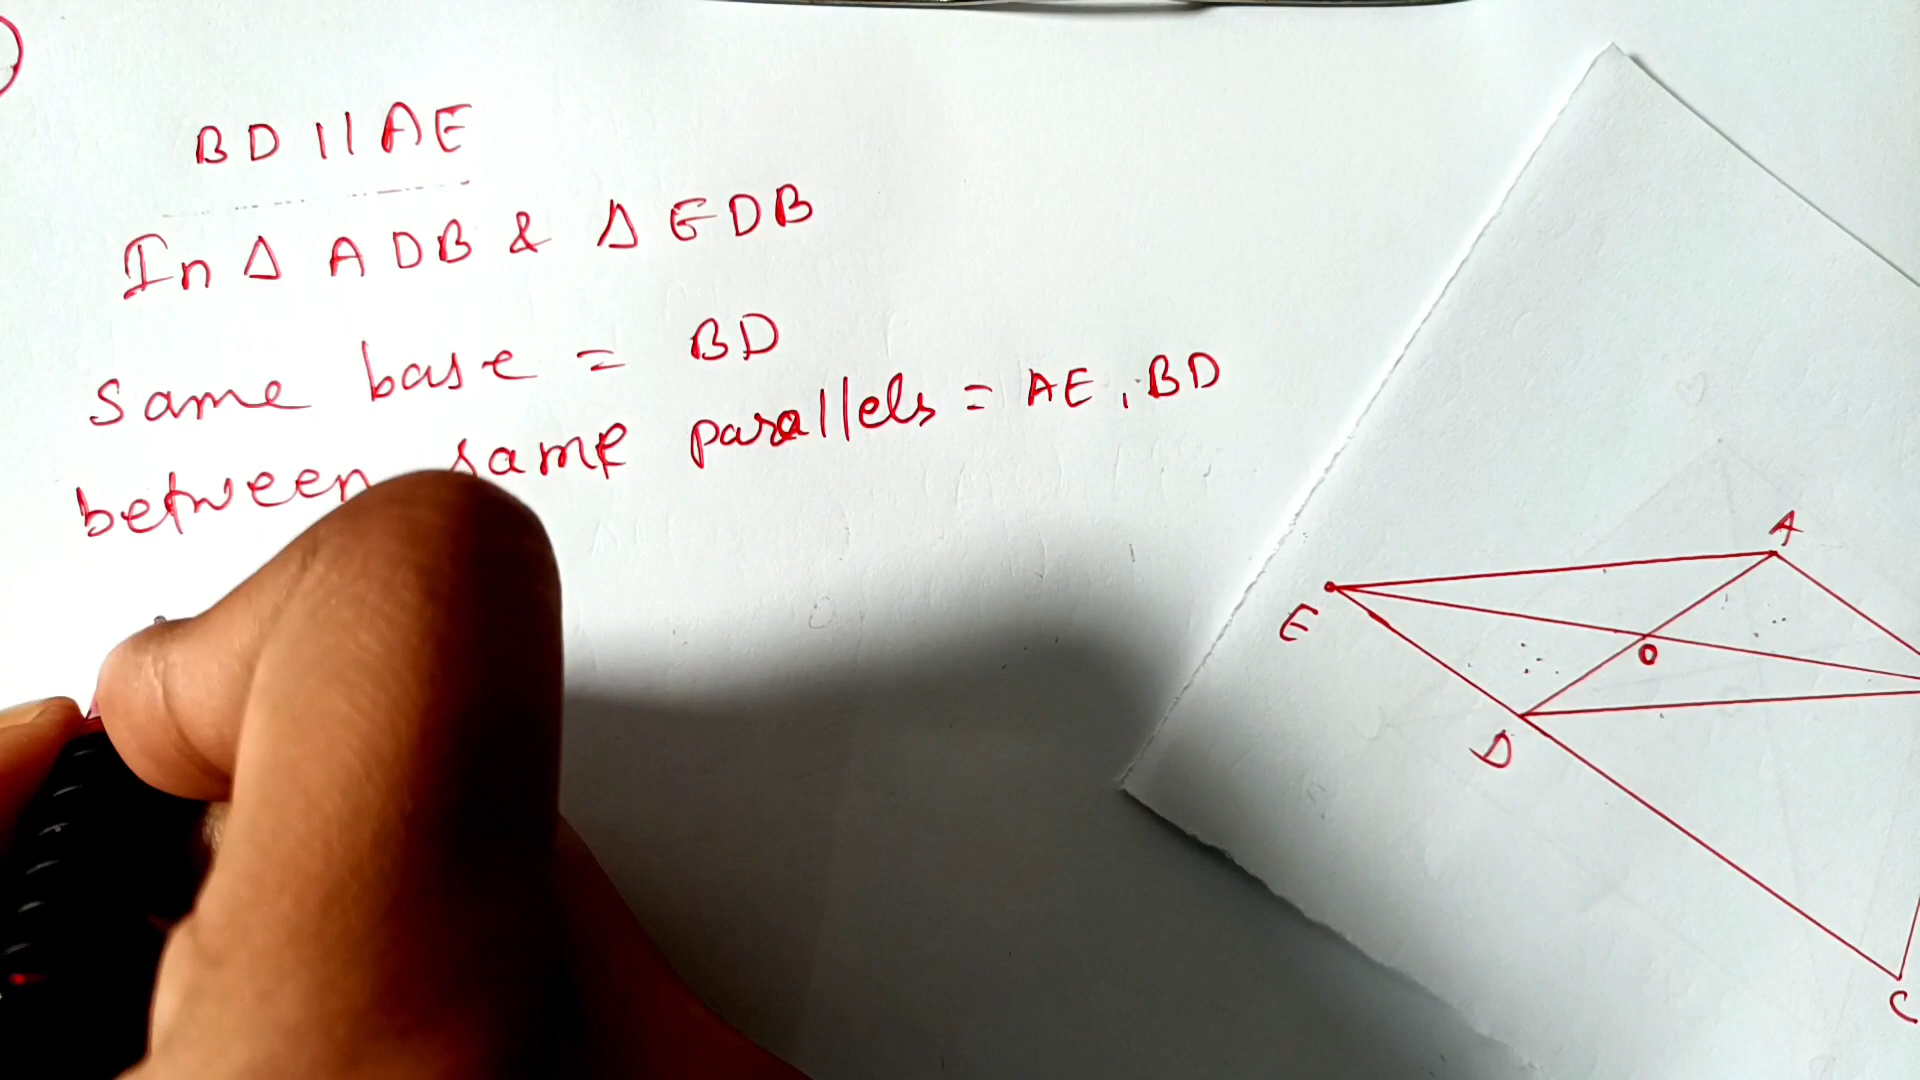 BD || AE
In Δ ADB & Δ EDB
Same base = BD
between same parallels = AE, BD
A
E
O
D
C